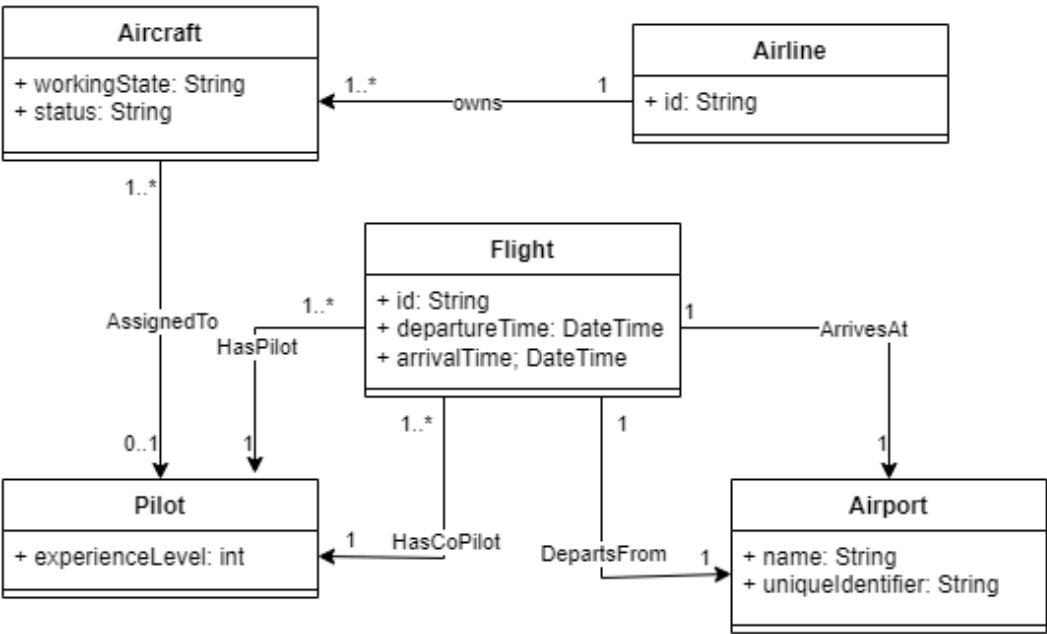 Aircraft
+ workingState: String
+ status: String
1..*
owns
1
Airline
+ id: String
1..*
AssignedTo
0..1
Flight
+ id: String
+ departureTime: DateTime
+ arrivalTime; DateTime
1..*
HasPilot
1
1
ArrivesAt
1
1..*
HasCoPilot
1
1
DepartsFrom
1
Pilot
+ experienceLevel: int
Airport
+ name: String
+ uniqueIdentifier: String